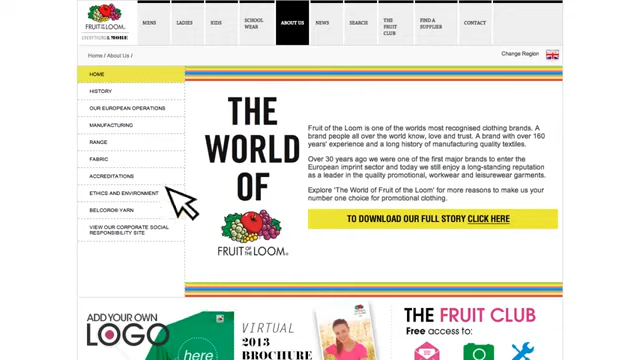 FRUIT OF THE LOOM
EVERYTHING & MORE
MENS
LADIES
KIDS
SCHOOL
WEAR
ABOUT US
NEWS
SEARCH
THE
FRUIT
CLUB
FIND A
SUPPLIER
CONTACT
Home / About Us /
Change Region
HOME
HISTORY
OUR EUROPEAN OPERATIONS
MANUFACTURING
RANGE
FABRIC
ACCREDITATIONS
ETHICS AND ENVIRONMENT
BELCORO® YARN
VIEW OUR CORPORATE SOCIAL
RESPONSIBILITY SITE
THE
WORLD
OF
FRUIT OF THE LOOM®
Fruit of the Loom is one of the worlds most recognised clothing brands. A
brand people all over the world know, love and trust. A brand with over 160
years' experience and a long history of manufacturing quality textiles.
Over 30 years ago we were one of the first major brands to enter the
European imprint sector and today we still enjoy a long-standing reputation
as a leader in the quality promotional, workwear and leisurewear garments.
Explore 'The World of Fruit of the Loom' for more reasons to make us your
number one choice for promotional clothing.
TO DOWNLOAD OUR FULL STORY CLICK HERE
ADD YOUR OWN
LOGO
here
VIRTUAL
2013
BROCHURE
THE FRUIT CLUB
Free access to: